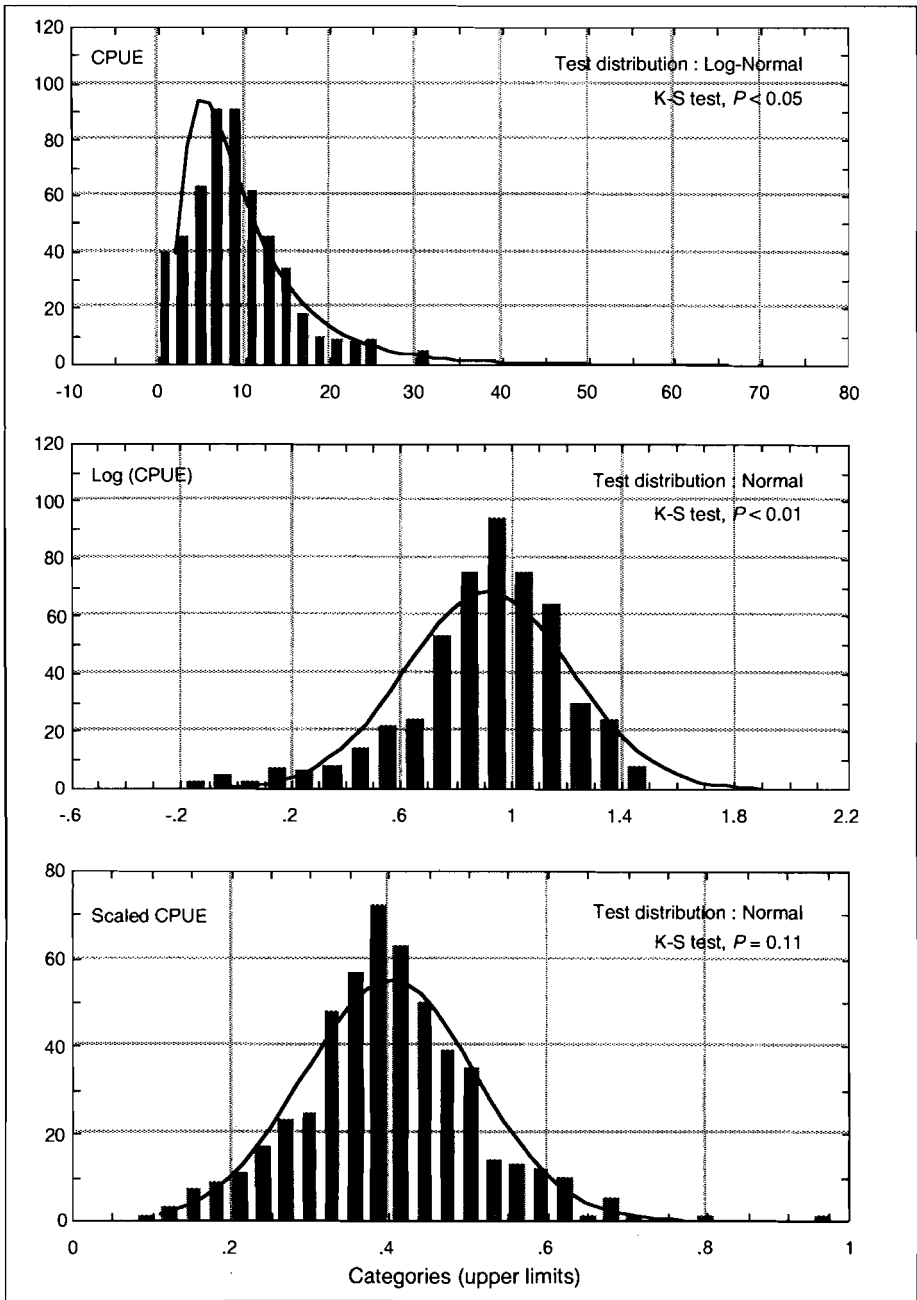 120
CPUE
Test distribution : Log-Normal
K-S test, P < 0.05
100
80
60
40
20
0
-10 0 10 20 30 40 50 60 70 80
120
Log (CPUE)
Test distribution : Normal
K-S test, P < 0.01
100
80
60
40
20
0
-.6 -.2 .2 .6 1 1.4 1.8 2.2
80
Scaled CPUE
Test distribution : Normal
K-S test, P = 0.11
60
40
20
0
0 .2 .4 .6 .8 1
Categories (upper limits)